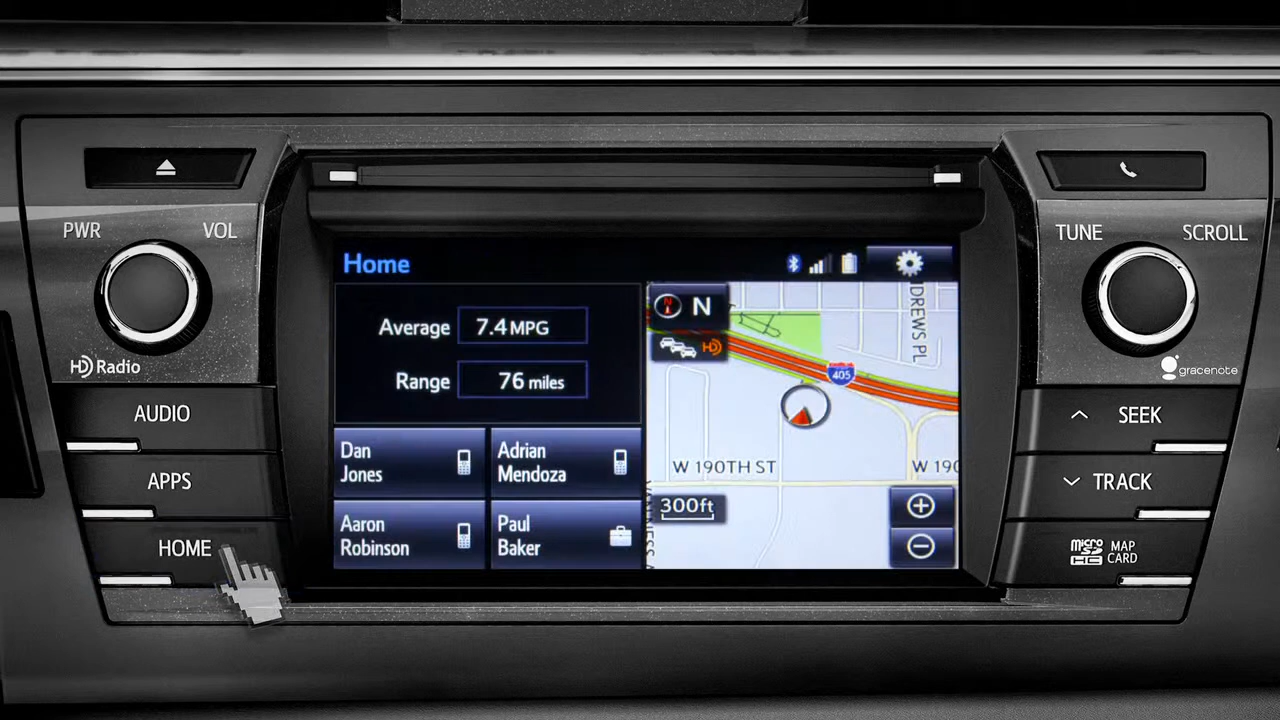 PWR
VOL
HD Radio
AUDIO
APPS
HOME
Home
Average
7.4 MPG
Range
76 miles
Dan
Jones
Adrian
Mendoza
Aaron
Robinson
Paul
Baker
N
N
HD
405
DREWS PL
W 190TH ST
W 190
300ft
TUNE
SCROLL
gracenote
SEEK
TRACK
micro
SD
HC
MAP
CARD